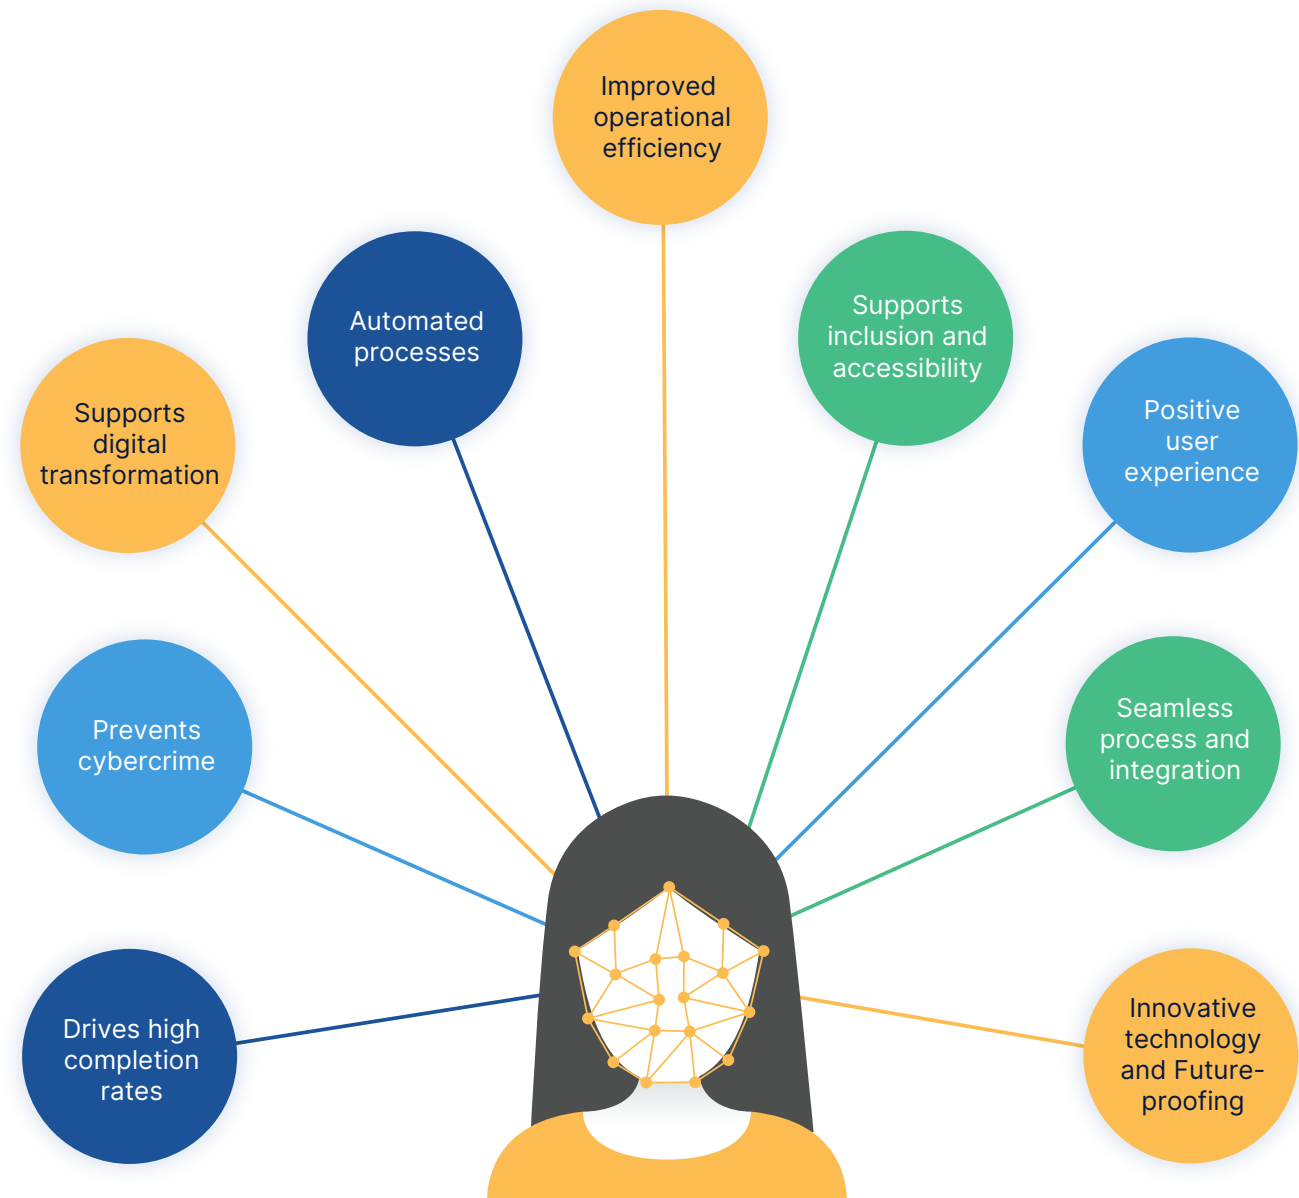 Improved
operational
efficiency
Automated
processes
Supports
inclusion and
accessibility
Supports
digital
transformation
Positive
user
experience
Prevents
cybercrime
Seamless
process and
integration
Drives high
completion
rates
Innovative
technology
and Future-
proofing